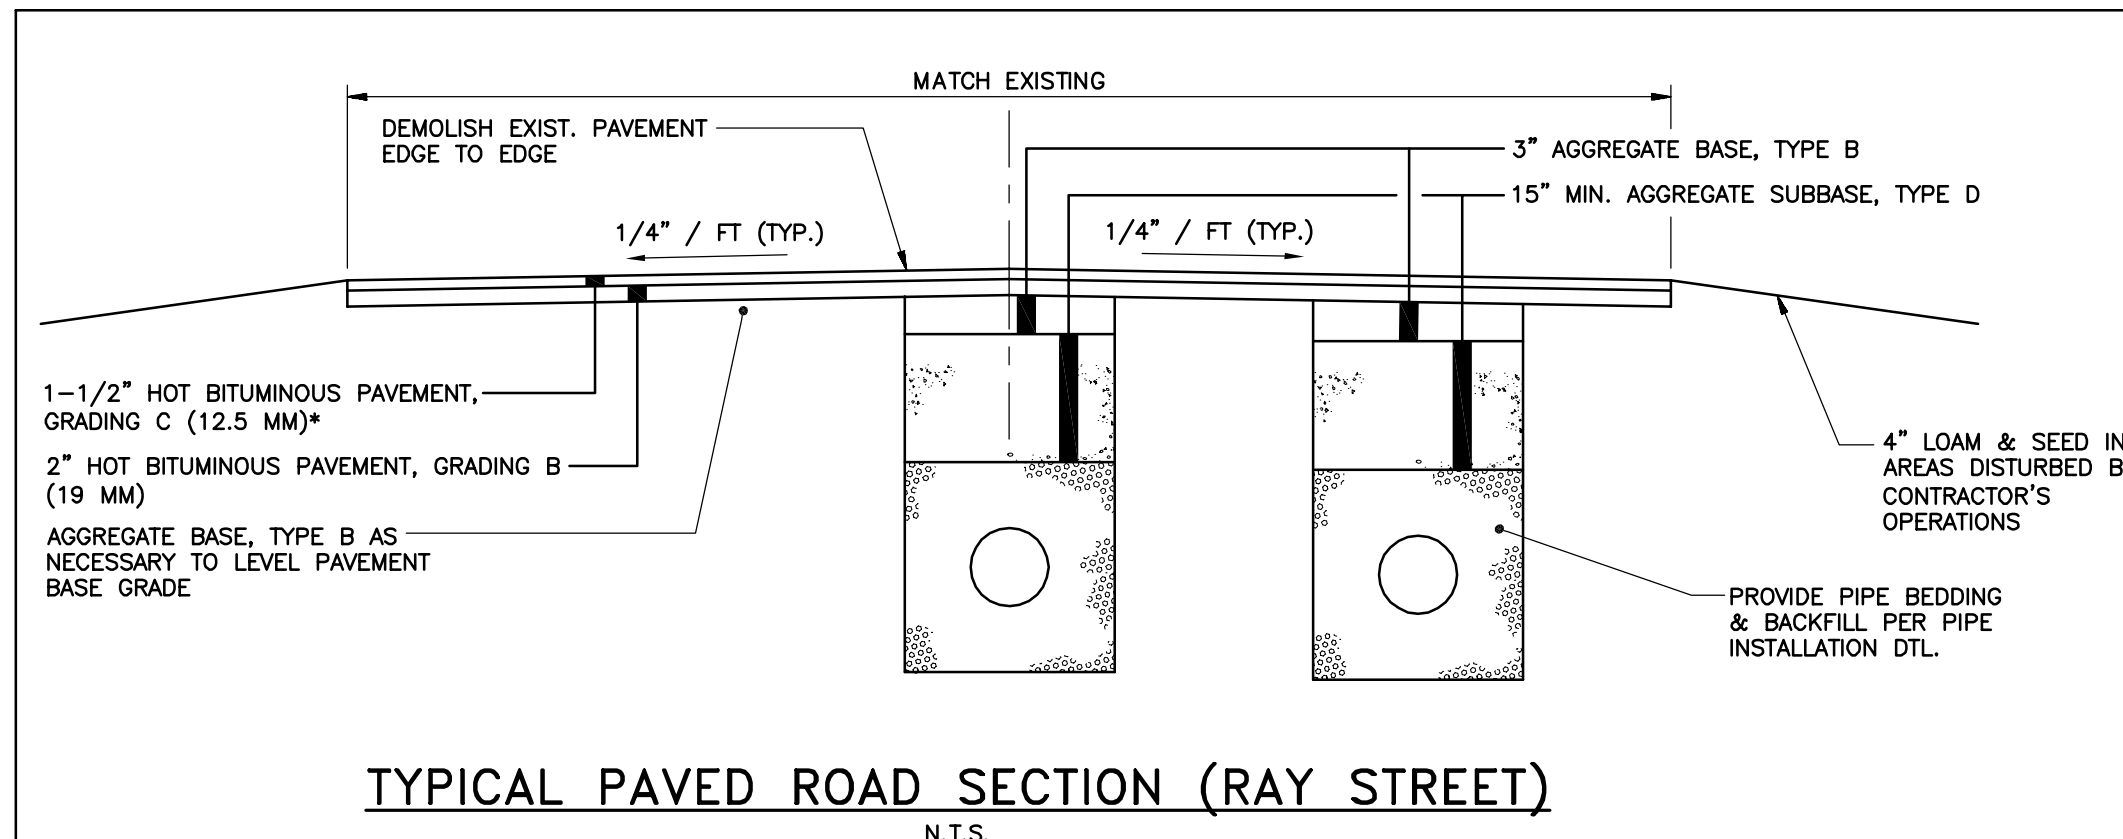 MATCH EXISTING
DEMOLISH EXIST. PAVEMENT
EDGE TO EDGE
3” AGGREGATE BASE, TYPE B
15” MIN. AGGREGATE SUBBASE, TYPE D
1/4” / FT (TYP.)
1/4” / FT (TYP.)
1-1/2” HOT BITUMINOUS PAVEMENT,
GRADING C (12.5 MM)*
2” HOT BITUMINOUS PAVEMENT, GRADING B
(19 MM)
AGGREGATE BASE, TYPE B AS
NECESSARY TO LEVEL PAVEMENT
BASE GRADE
4” LOAM & SEED IN
AREAS DISTURBED B
CONTRACTOR’S
OPERATIONS
PROVIDE PIPE BEDDING
& BACKFILL PER PIPE
INSTALLATION DTL.
TYPICAL PAVED ROAD SECTION (RAY STREET)
N.T.S.